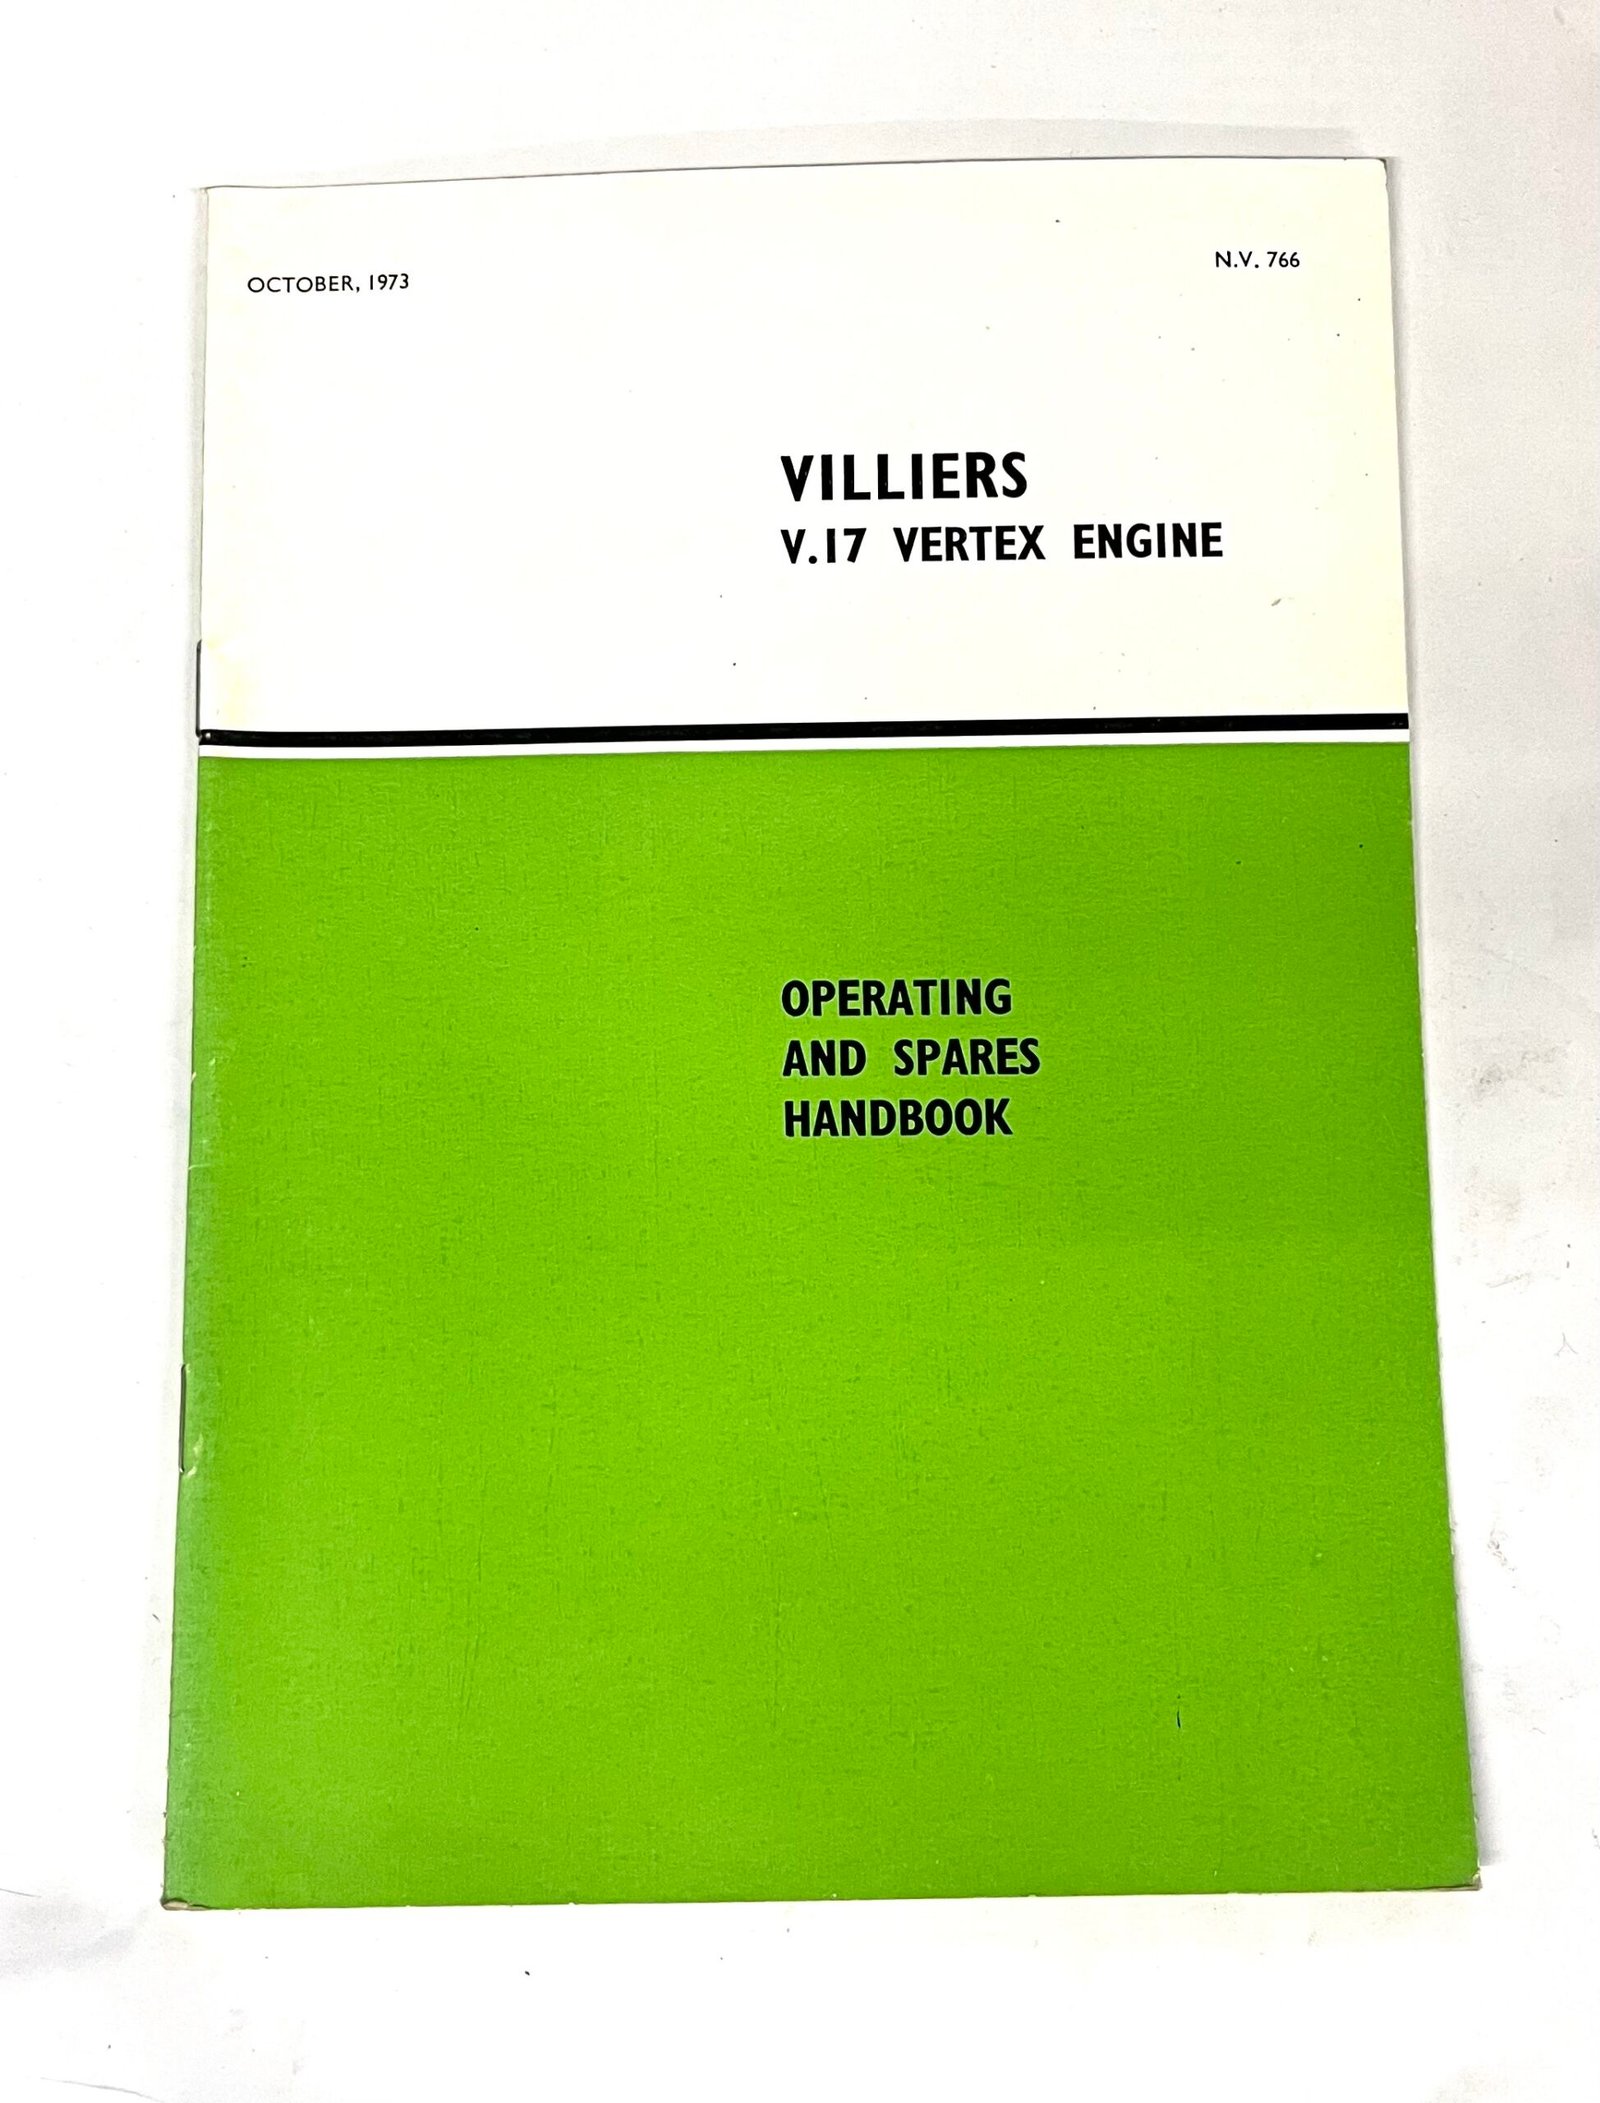 OCTOBER, 1973
N.V. 766
VILLIERS
V.17 VERTEX ENGINE
OPERATING
AND SPARES
HANDBOOK